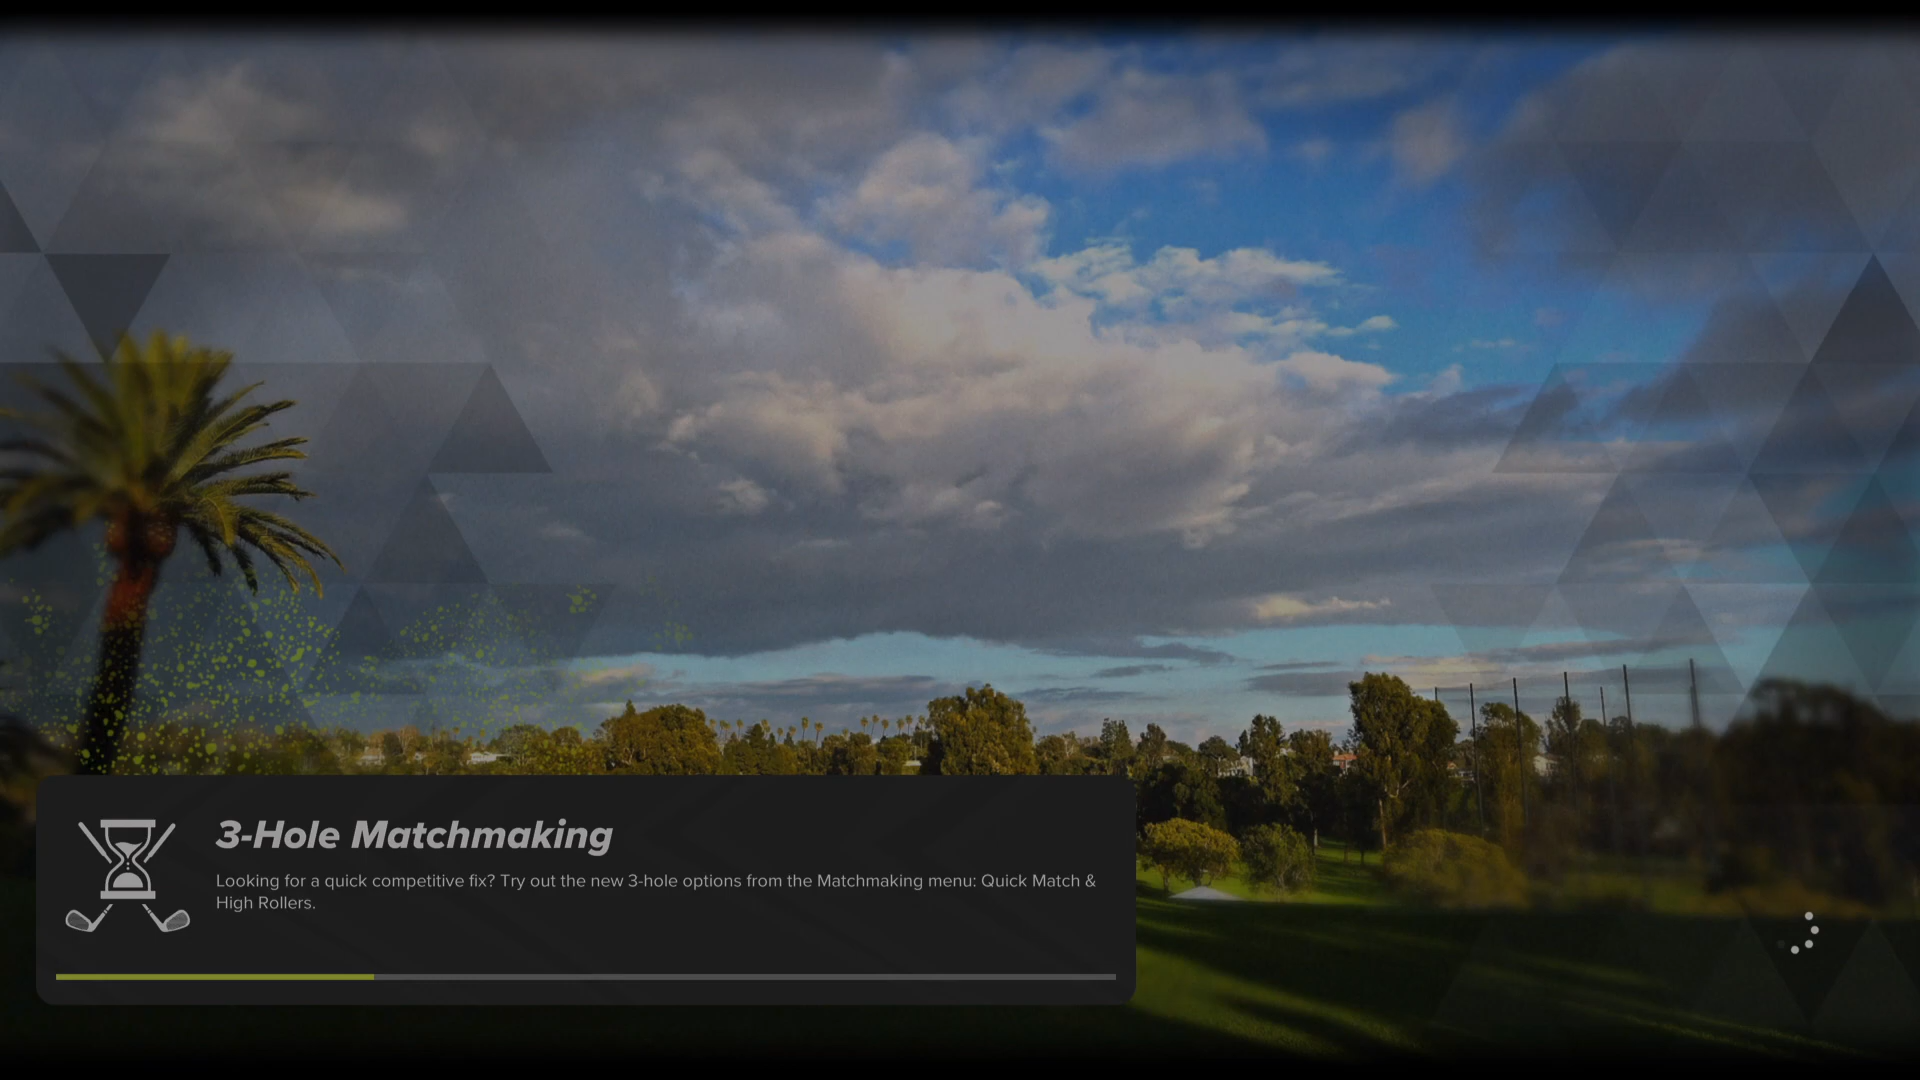 3-Hole Matchmaking
Looking for a quick competitive fix? Try out the new 3-hole options from the Matchmaking menu: Quick Match &
High Rollers.